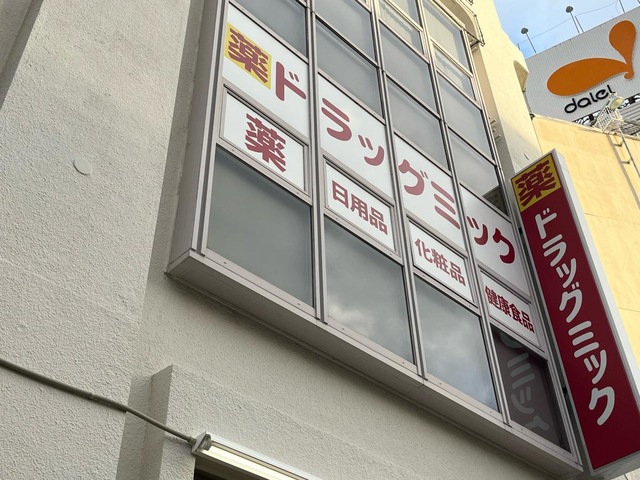 薬 ドラッグミック
薬
日用品
化粧品
健康食品
薬 ドラッグミック
daiei